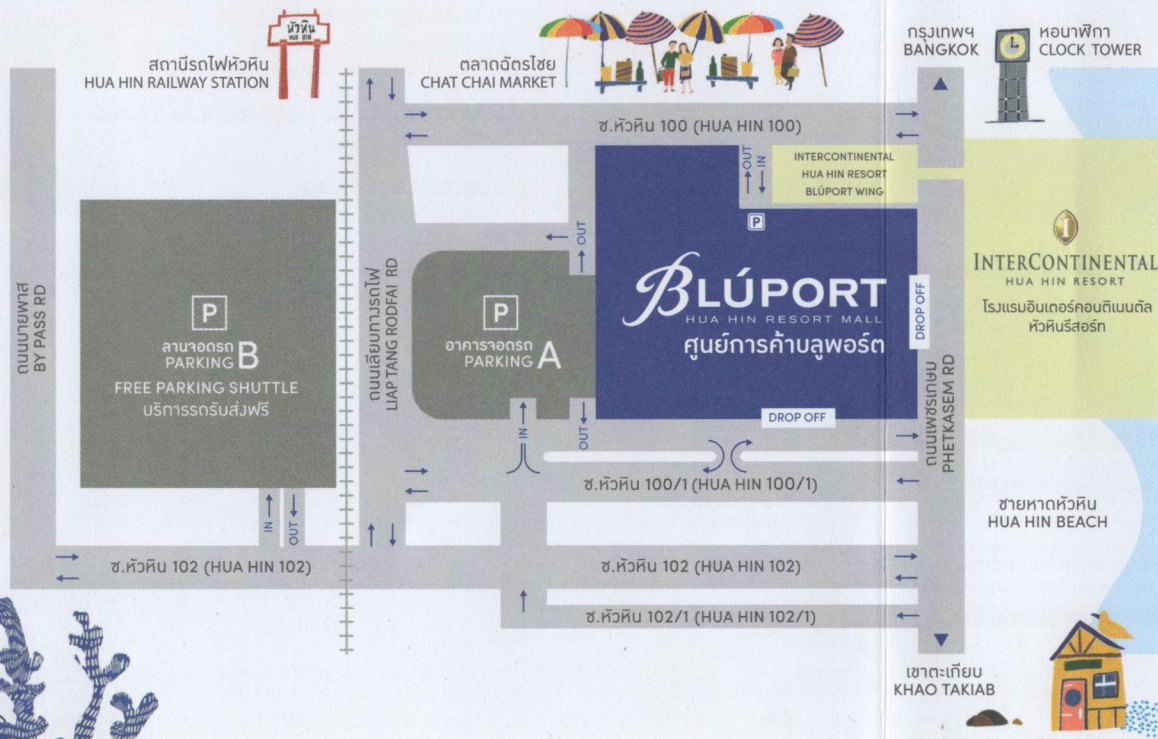 หัวหิน
HUA HIN
สถานีรถไฟหัวหิน
HUA HIN RAILWAY STATION
ตลาดฉัตรไชย
CHAT CHAI MARKET
กรุงเทพฯ
BANGKOK
หอนาฬิกา
CLOCK TOWER
ซ.หัวหิน 100 (HUA HIN 100)
OUT
IN
INTERCONTINENTAL
HUA HIN RESORT
BLÚPORT WING
P
ถนนบายพาส
BY PASS RD
P
ลานจอดรถ
PARKING B
FREE PARKING SHUTTLE
บริการรถรับส่งฟรี
ถนนเลียบทางรถไฟ
LIAP TANG RODFAI RD
OUT
P
อาคารจอดรถ
PARKING A
BLÚPORT
HUA HIN RESORT MALL
ศูนย์การค้าบลูพอร์ต
DROP OFF
I
INTERCONTINENTAL
HUA HIN RESORT
โรงแรมอินเตอร์คอนติเนนตัล
หัวหินรีสอร์ท
DROP OFF
IN
OUT
ถนนเพชรเกษม
PHETKASEM RD
ซ.หัวหิน 100/1 (HUA HIN 100/1)
IN
OUT
ชายหาดหัวหิน
HUA HIN BEACH
ซ.หัวหิน 102 (HUA HIN 102)
ซ.หัวหิน 102 (HUA HIN 102)
ซ.หัวหิน 102/1 (HUA HIN 102/1)
เขาตะเกียบ
KHAO TAKIAB